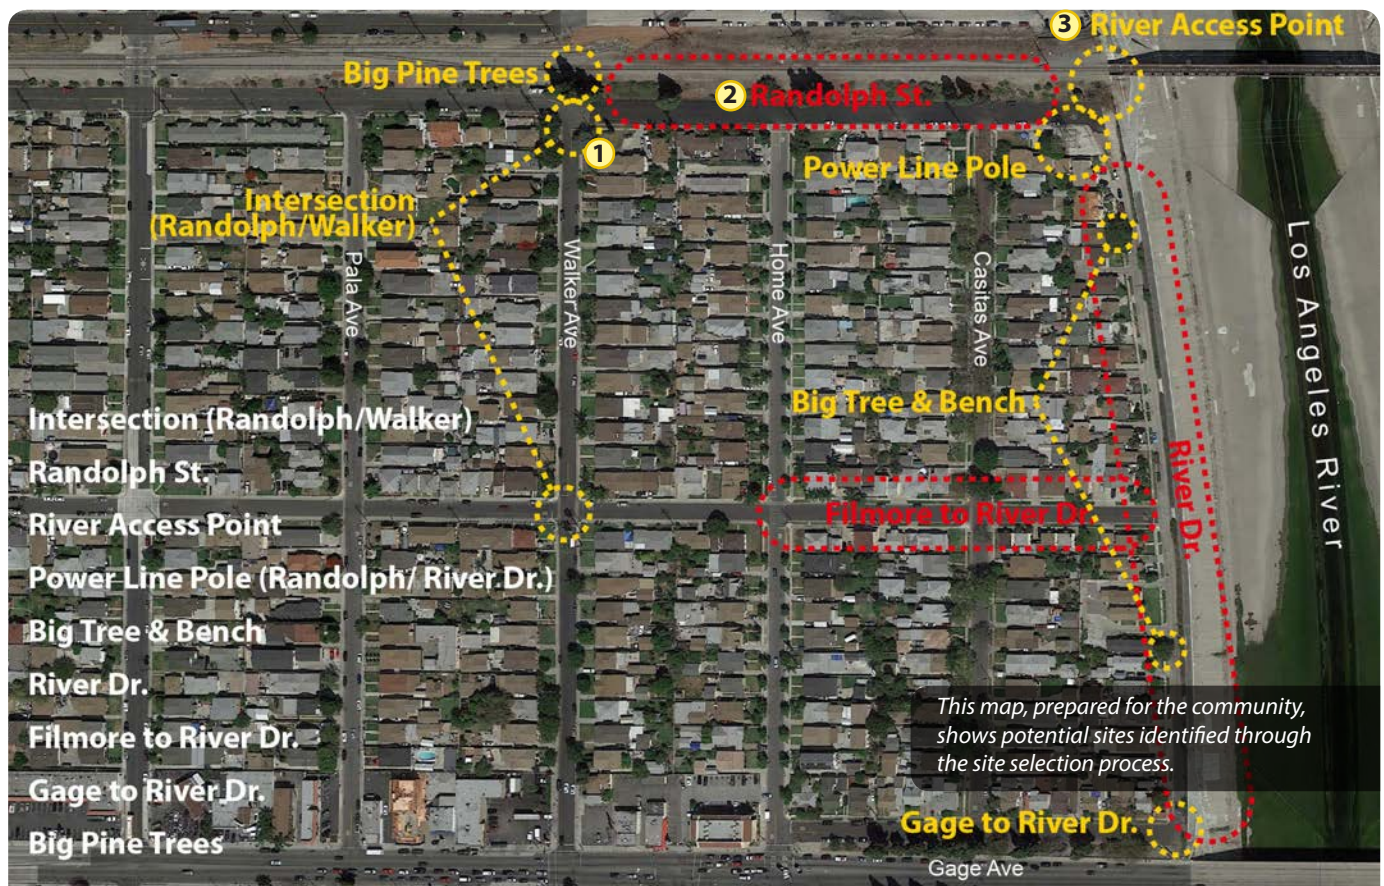 3 River Access Point
Big Pine Trees
2 Randolph St.
1
Power Line Pole
Intersection
(Randolph/Walker)
Pala Ave
Walker Ave
Home Ave
Casitas Ave
Los Angeles River
Big Tree & Bench
River Dr.
Filmore to River Dr.
Intersection (Randolph/Walker)
Randolph St.
River Access Point
Power Line Pole (Randolph/ River Dr.)
Big Tree & Bench
River Dr.
Filmore to River Dr.
Gage to River Dr.
Big Pine Trees
This map, prepared for the community,
shows potential sites identified through
the site selection process.
Gage to River Dr.
Gage Ave